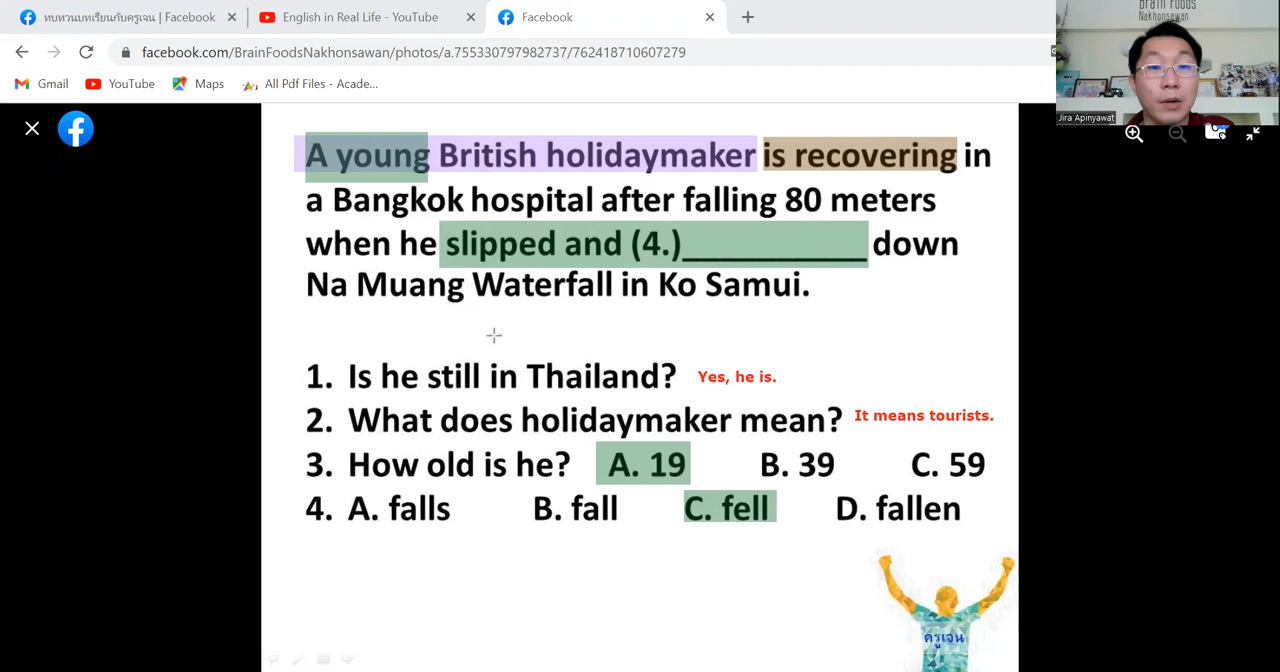 ทบทวนบทเรียนกับครูเจน | Facebook
English in Real Life - YouTube
Facebook
facebook.com/BrainFoodsNakhonsawan/photos/a.755330797982737/762418710607279
Gmail
YouTube
Maps
All Pdf Files - Acade...
Brain Foods
Nakhonsawan
Jira Apinyawat
A young British holidaymaker is recovering in
a Bangkok hospital after falling 80 meters
when he slipped and (4.)__________ down
Na Muang Waterfall in Ko Samui.
1. Is he still in Thailand? Yes, he is.
2. What does holidaymaker mean? It means tourists.
3. How old is he? A. 19 B. 39 C. 59
4. A. falls B. fall C. fell D. fallen
ครูเจน